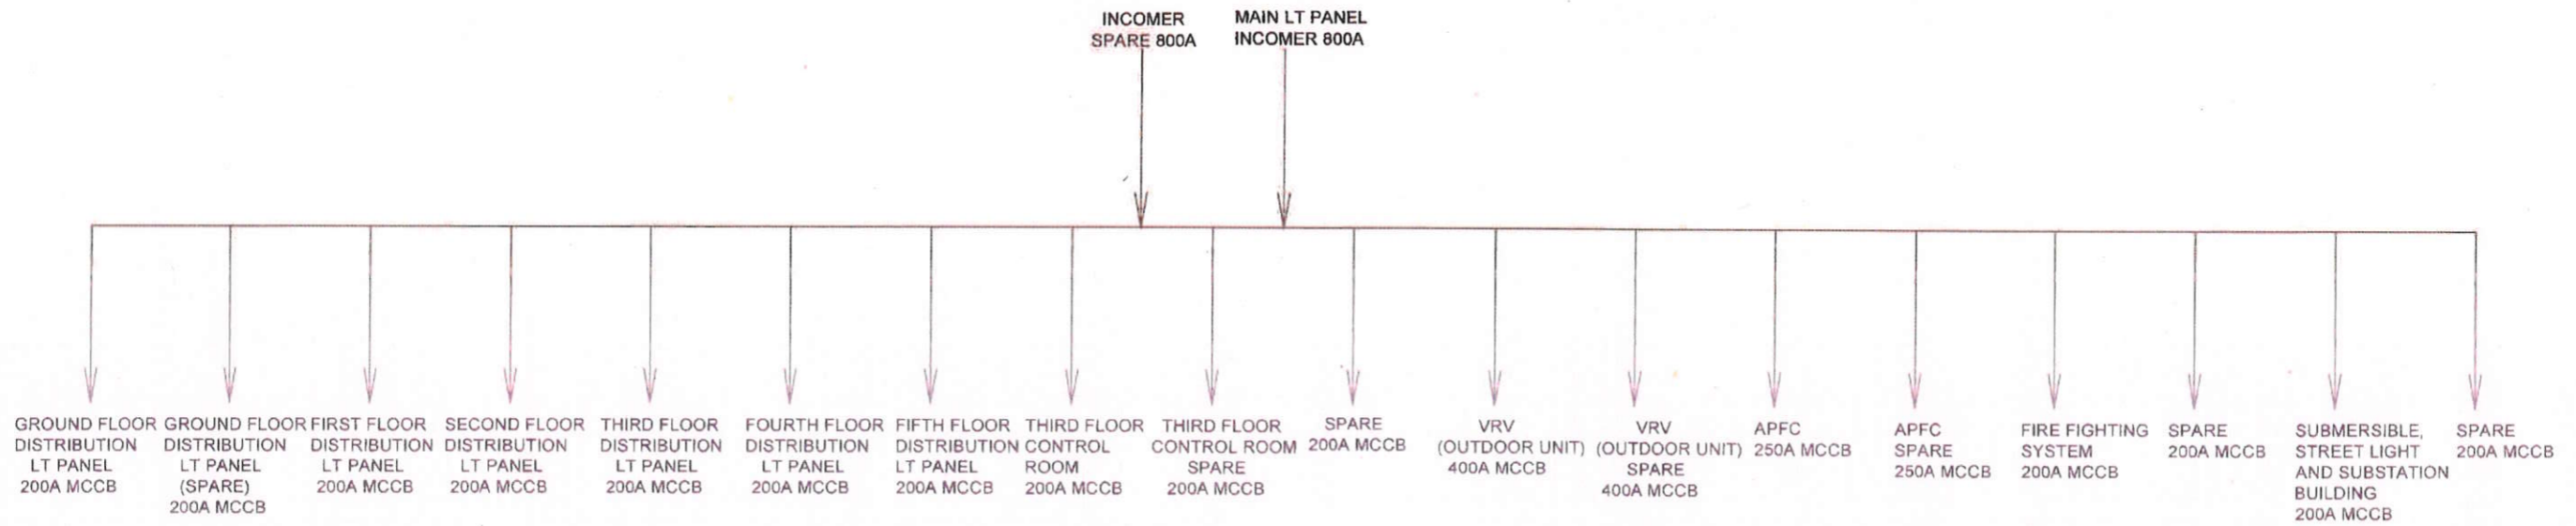 INCOMER
SPARE 800A
MAIN LT PANEL
INCOMER 800A
GROUND FLOOR
DISTRIBUTION
LT PANEL
200A MCCB
GROUND FLOOR
DISTRIBUTION
LT PANEL
(SPARE)
200A MCCB
FIRST FLOOR
DISTRIBUTION
LT PANEL
200A MCCB
SECOND FLOOR
DISTRIBUTION
LT PANEL
200A MCCB
THIRD FLOOR
DISTRIBUTION
LT PANEL
200A MCCB
FOURTH FLOOR
DISTRIBUTION
LT PANEL
200A MCCB
FIFTH FLOOR
DISTRIBUTION
LT PANEL
200A MCCB
THIRD FLOOR
CONTROL
ROOM
200A MCCB
THIRD FLOOR
CONTROL ROOM
SPARE
200A MCCB
SPARE
200A MCCB
VRV
(OUTDOOR UNIT)
400A MCCB
VRV
(OUTDOOR UNIT)
SPARE
400A MCCB
APFC
250A MCCB
APFC
SPARE
250A MCCB
FIRE FIGHTING
SYSTEM
200A MCCB
SPARE
200A MCCB
SUBMERSIBLE,
STREET LIGHT
AND SUBSTATION
BUILDING
200A MCCB
SPARE
200A MCCB